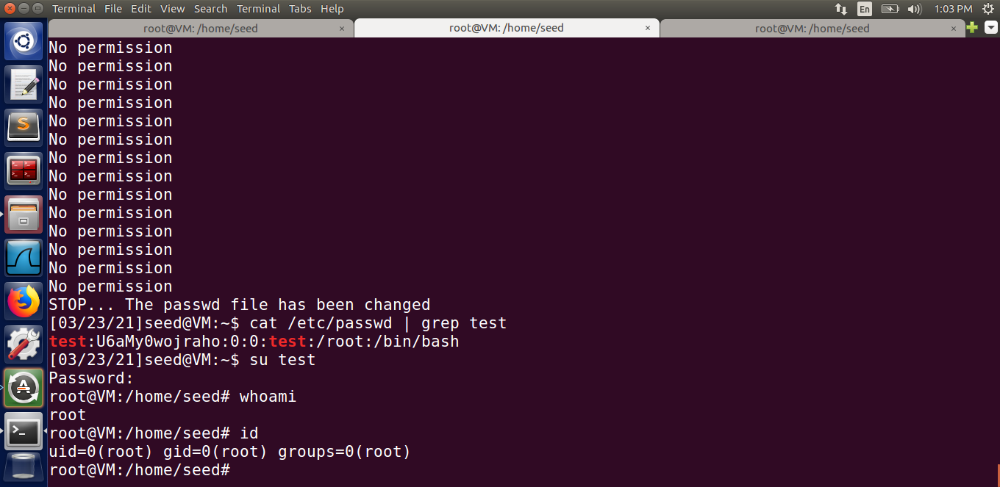 Terminal File Edit View Search Terminal Tabs Help En 1:03 PM
root@VM: /home/seed × root@VM: /home/seed × root@VM: /home/seed ×
No permission
No permission
No permission
No permission
No permission
No permission
No permission
No permission
No permission
No permission
No permission
No permission
No permission
No permission
STOP... The passwd file has been changed
[03/23/21]seed@VM:~$ cat /etc/passwd | grep test
test:U6aMy0wojraho:0:0:test:/root:/bin/bash
[03/23/21]seed@VM:~$ su test
Password:
root@VM:/home/seed# whoami
root
root@VM:/home/seed# id
uid=0(root) gid=0(root) groups=0(root)
root@VM:/home/seed#